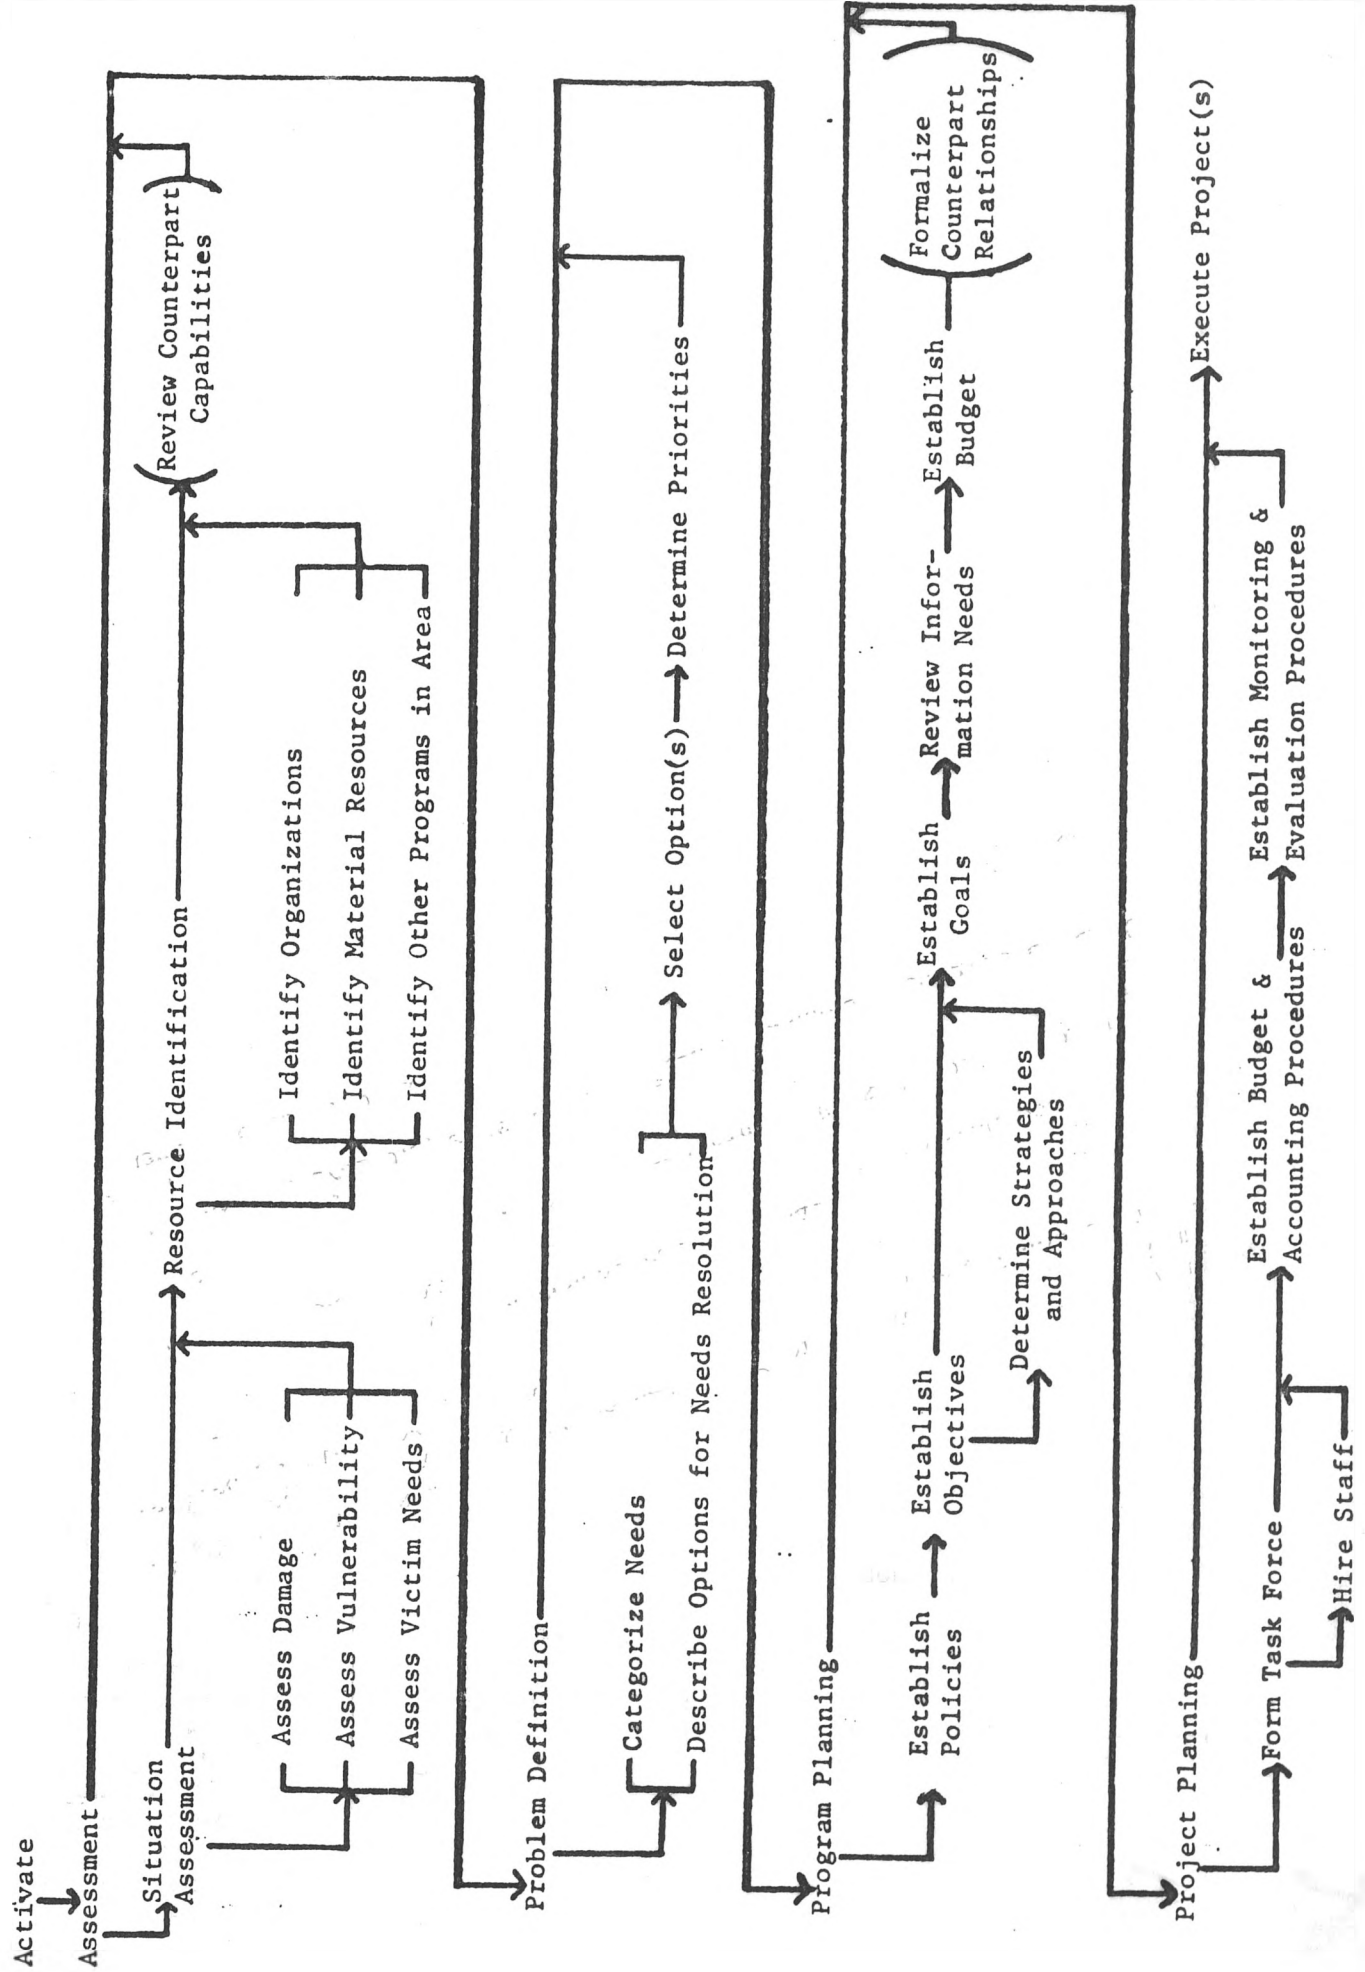 Activate
Assessment
Situation
Assessment
Resource Identification
(Review Counterpart
Capabilities)
Assess Damage
Assess Vulnerability
Assess Victim Needs
Identify Organizations
Identify Material Resources
Identify Other Programs in Area
Problem Definition
Categorize Needs
Describe Options for Needs Resolution
Select Option(s)
Determine Priorities
Program Planning
Establish
Policies
Establish
Objectives
Determine Strategies
and Approaches
Establish
Goals
Review Infor-
mation Needs
Establish
Budget
(Formalize
Counterpart
Relationships)
Project Planning
Form Task Force
Hire Staff
Establish Budget &
Accounting Procedures
Establish Monitoring &
Evaluation Procedures
Execute Project(s)